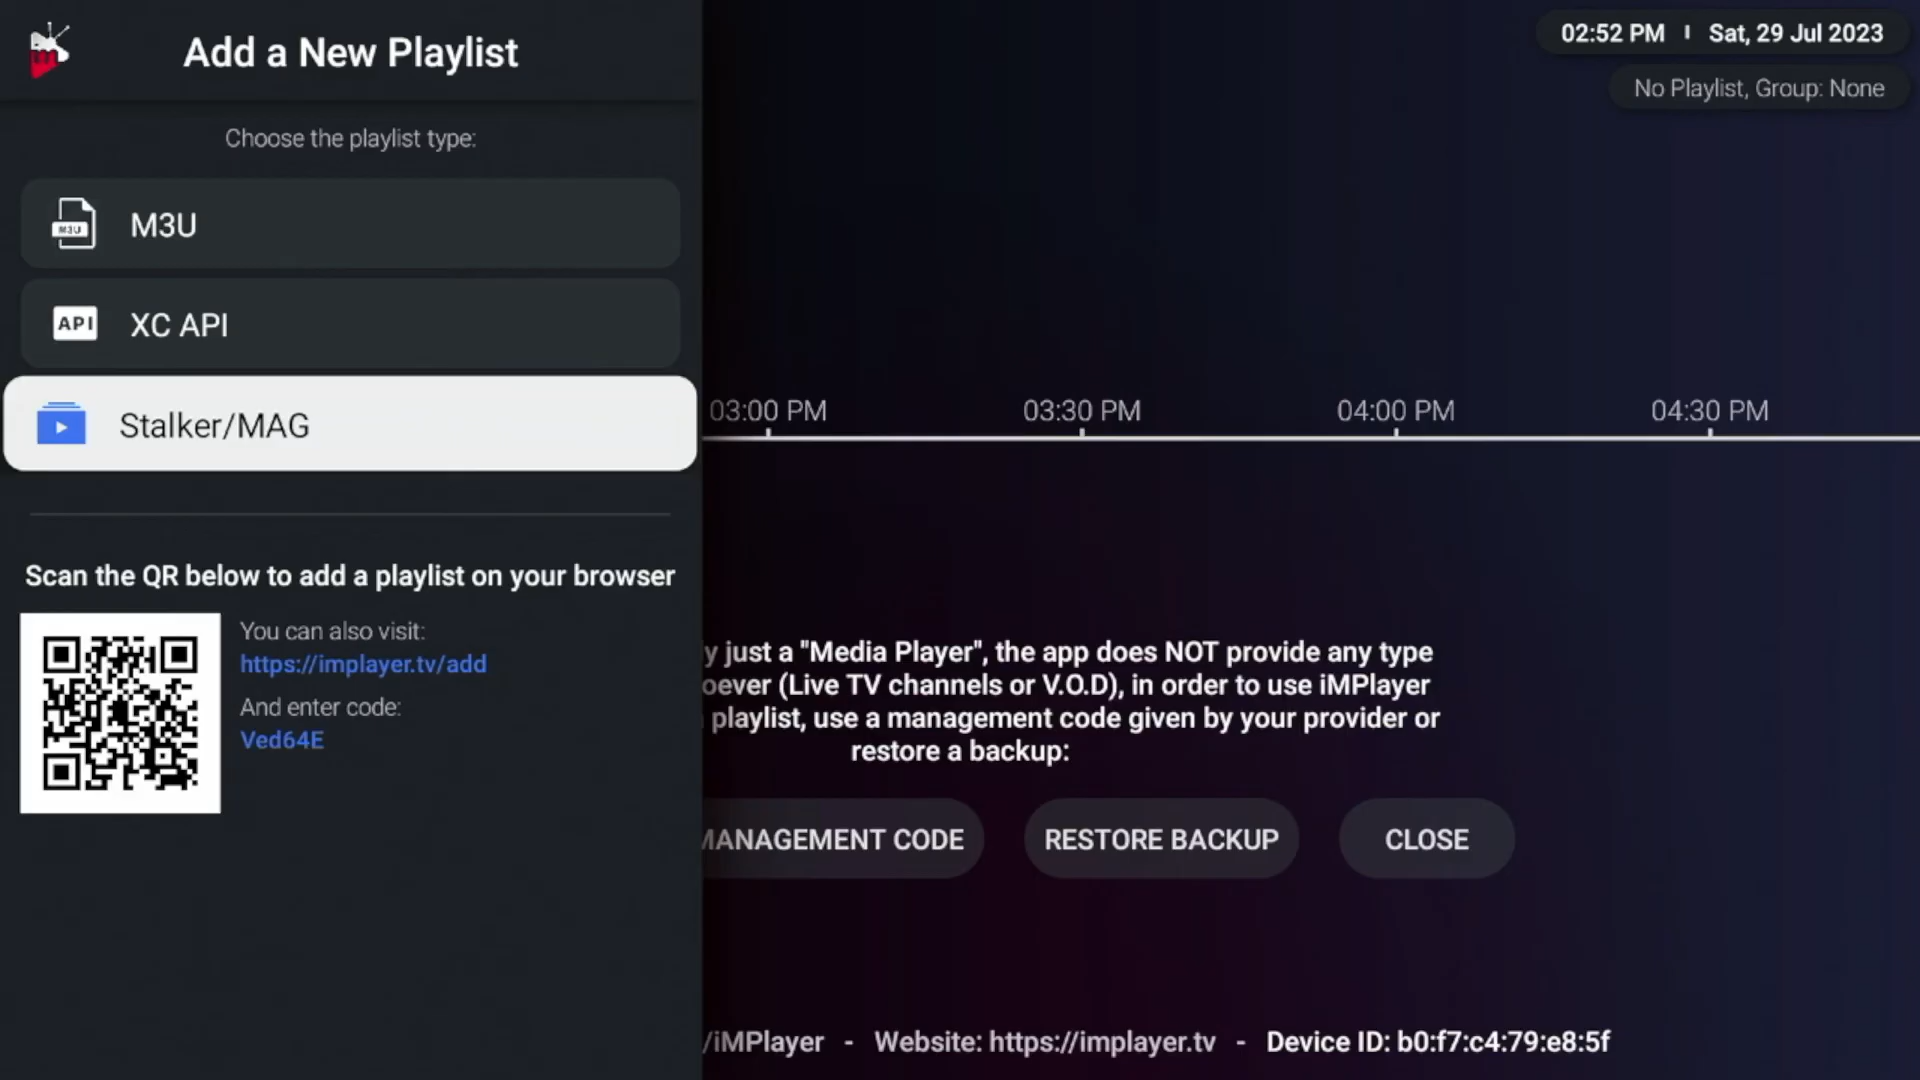 Add a New Playlist
02:52 PM I Sat, 29 Jul 2023
No Playlist, Group: None
Choose the playlist type:
M3U M3U
API XC API
Stalker/MAG
03:00 PM 03:30 PM 04:00 PM 04:30 PM
Scan the QR below to add a playlist on your browser
You can also visit:
https://implayer.tv/add
And enter code:
Ved64E
y just a "Media Player", the app does NOT provide any type
oever (Live TV channels or V.O.D), in order to use iMPlayer
playlist, use a management code given by your provider or
restore a backup:
MANAGEMENT CODE RESTORE BACKUP CLOSE
/iMPlayer - Website: https://implayer.tv - Device ID: b0:f7:c4:79:e8:5f